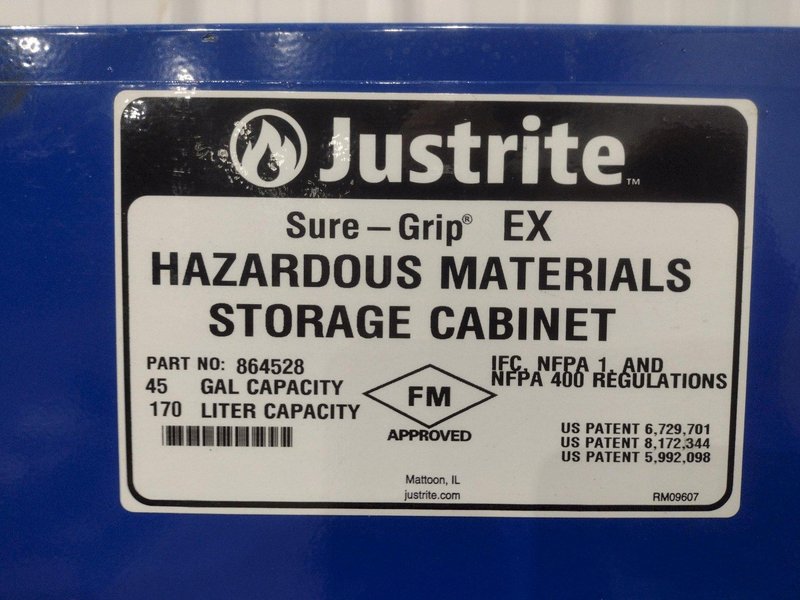 Justrite™
Sure-Grip® EX
HAZARDOUS MATERIALS
STORAGE CABINET
PART NO: 864528
45 GAL CAPACITY
170 LITER CAPACITY
FM
APPROVED
IFC, NFPA 1, AND
NFPA 400 REGULATIONS
US PATENT 6,729,701
US PATENT 8,172,344
US PATENT 5,992,098
Mattoon, IL
justrite.com
RM09607